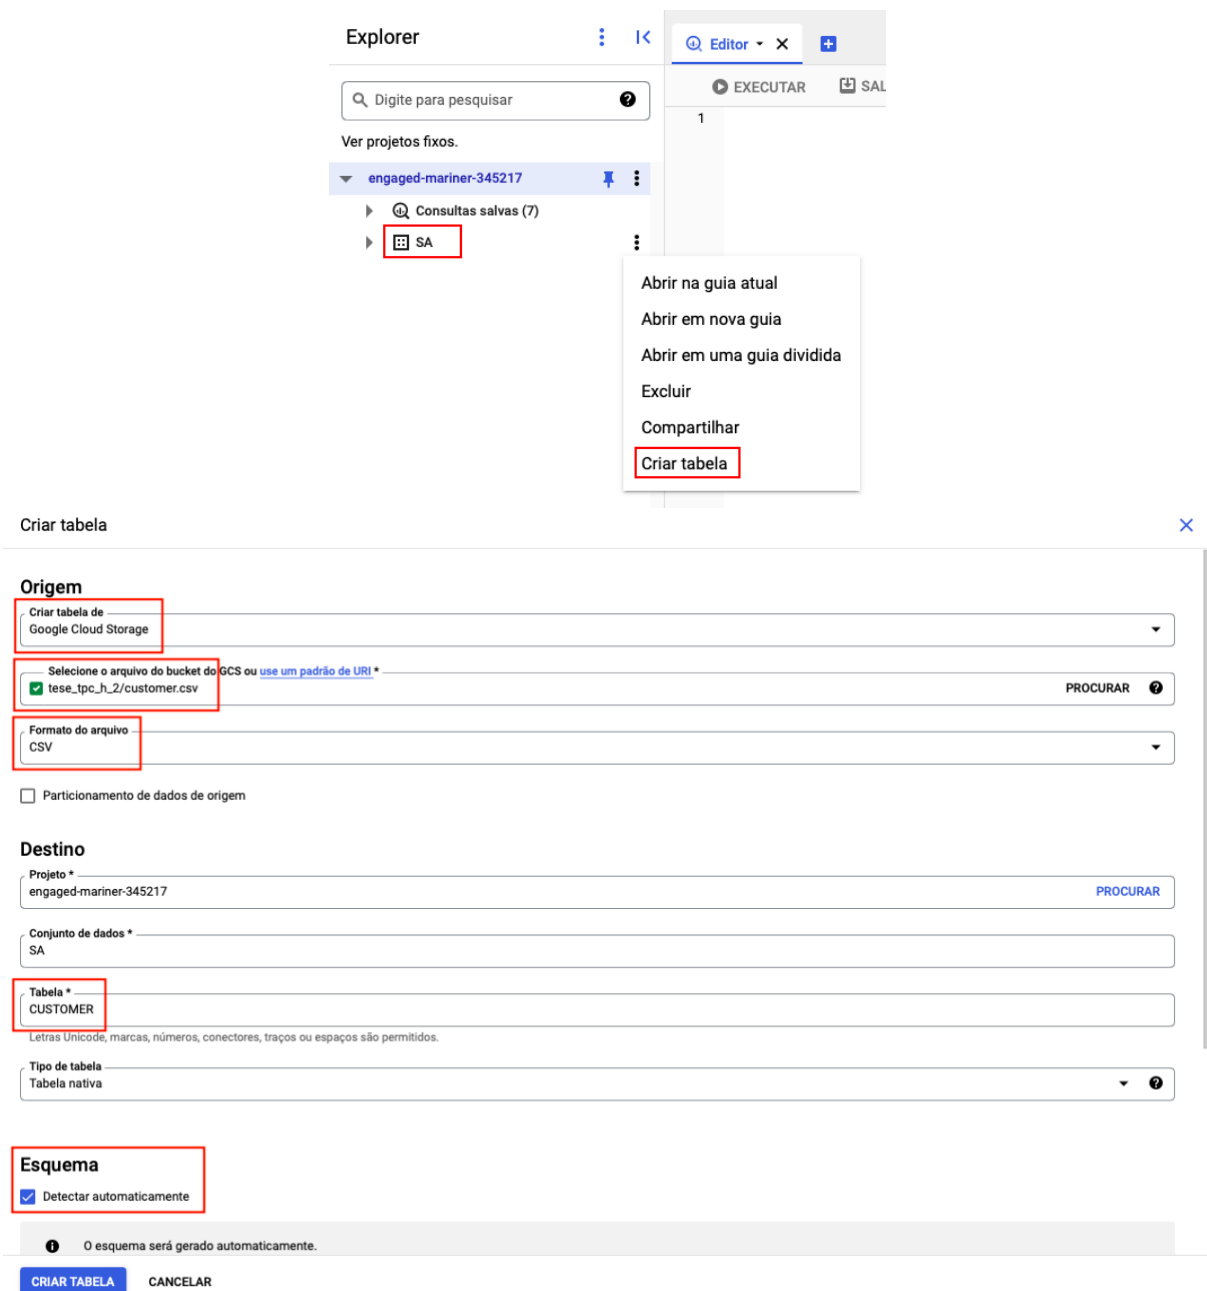 Explorer
Editor
Digite para pesquisar
EXECUTAR
SAL
1
Ver projetos fixos.
engaged-mariner-345217
Consultas salvas (7)
SA
Abrir na guia atual
Abrir em nova guia
Abrir em uma guia dividida
Excluir
Compartilhar
Criar tabela
Criar tabela
Origem
Criar tabela de
Google Cloud Storage
Selecione o arquivo do bucket do GCS ou use um padrão de URI *
tese_tpc_h_2/customer.csv
PROCURAR
Formato do arquivo
CSV
Particionamento de dados de origem
Destino
Projeto *
engaged-mariner-345217
PROCURAR
Conjunto de dados *
SA
Tabela *
CUSTOMER
Letras Unicode, marcas, números, conectores, traços ou espaços são permitidos.
Tipo de tabela
Tabela nativa
Esquema
Detectar automaticamente
O esquema será gerado automaticamente.
CRIAR TABELA
CANCELAR